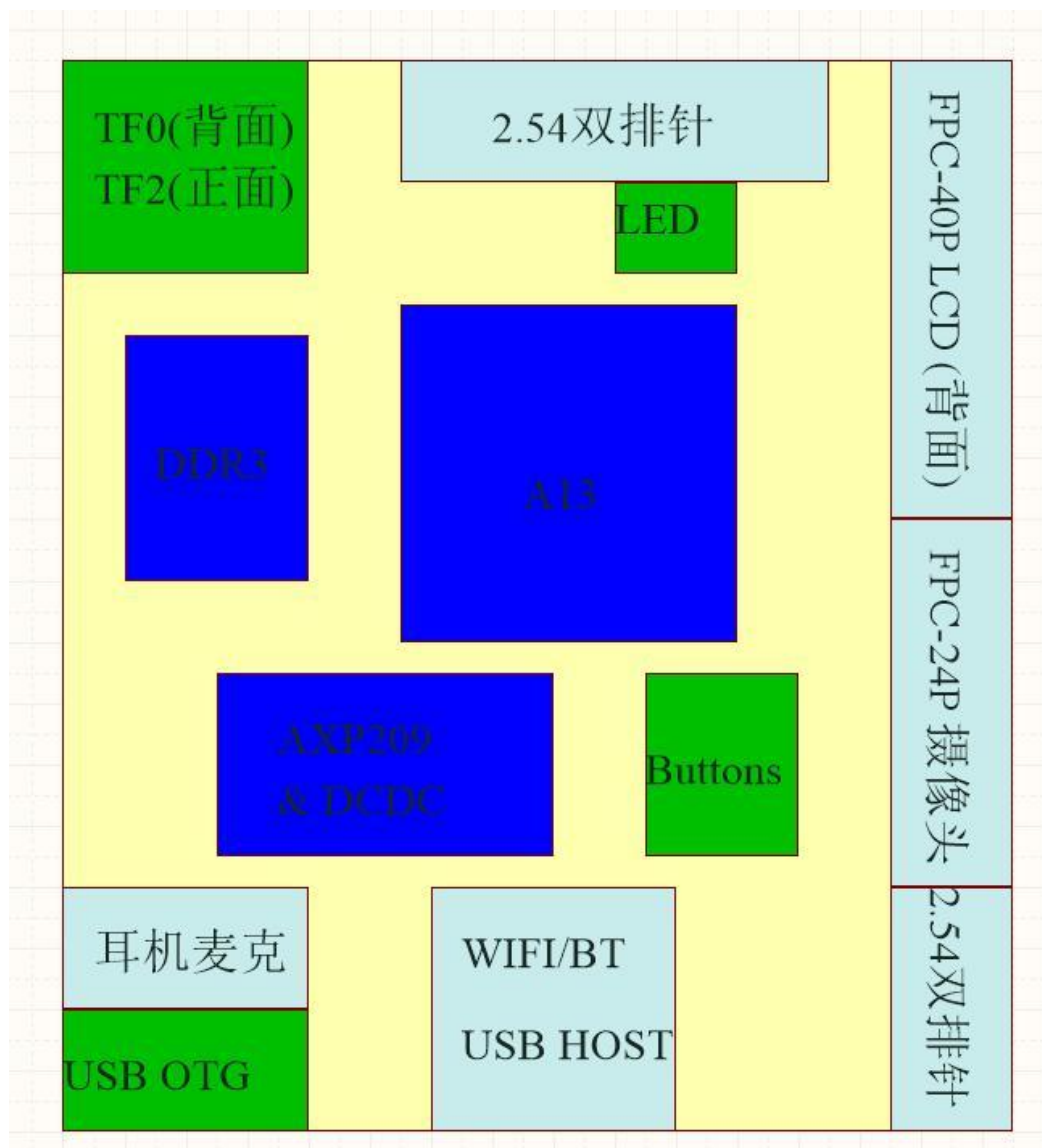 TF0(背面)
TF2(正面)
2.54双排针
LED
FPC-40P LCD (背面)
DDR3
A13
FPC-24P 摄像头
AXP209
& DCDC
Buttons
耳机麦克
WIFI/BT
USB HOST
2.54双排针
USB OTG